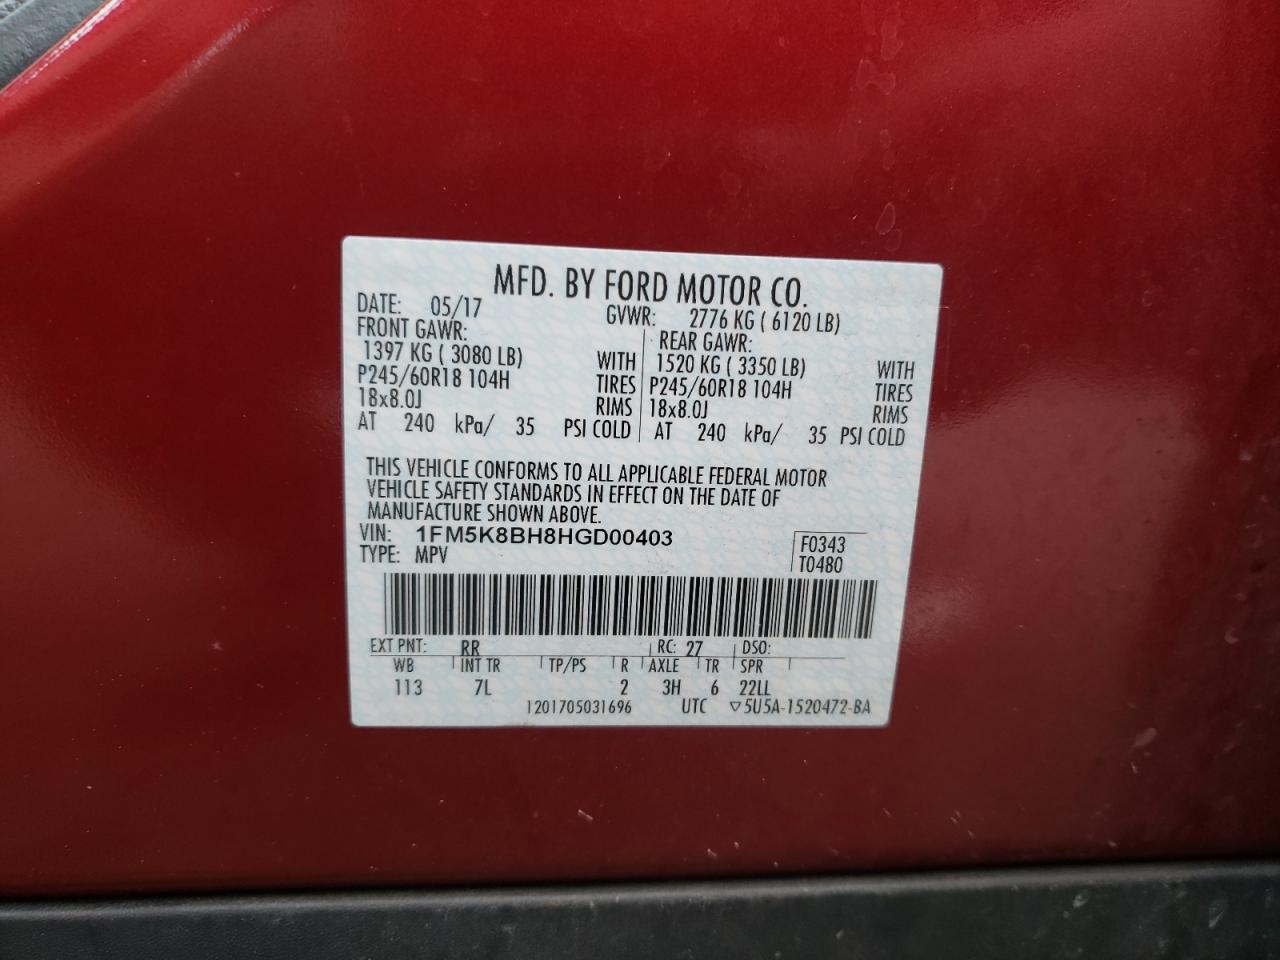 MFD. BY FORD MOTOR CO.
DATE: 05/17 GVWR: 2776 KG ( 6120 LB)
FRONT GAWR: REAR GAWR:
1397 KG ( 3080 LB) WITH 1520 KG ( 3350 LB) WITH
P245/60R18 104H TIRES P245/60R18 104H TIRES
18x8.0J RIMS 18x8.0J RIMS
AT 240 kPa/ 35 PSI COLD AT 240 kPa/ 35 PSI COLD
THIS VEHICLE CONFORMS TO ALL APPLICABLE FEDERAL MOTOR
VEHICLE SAFETY STANDARDS IN EFFECT ON THE DATE OF
MANUFACTURE SHOWN ABOVE.
VIN: 1FM5K8BH8HGD00403 F0343
TYPE: MPV T0480
EXT PNT: RR RC: 27 DSO:
WB INT TR TP/PS R AXLE TR SPR
113 7L 2 3H 6 22LL
1201705031696 UTC ▽5U5A-1520472-BA